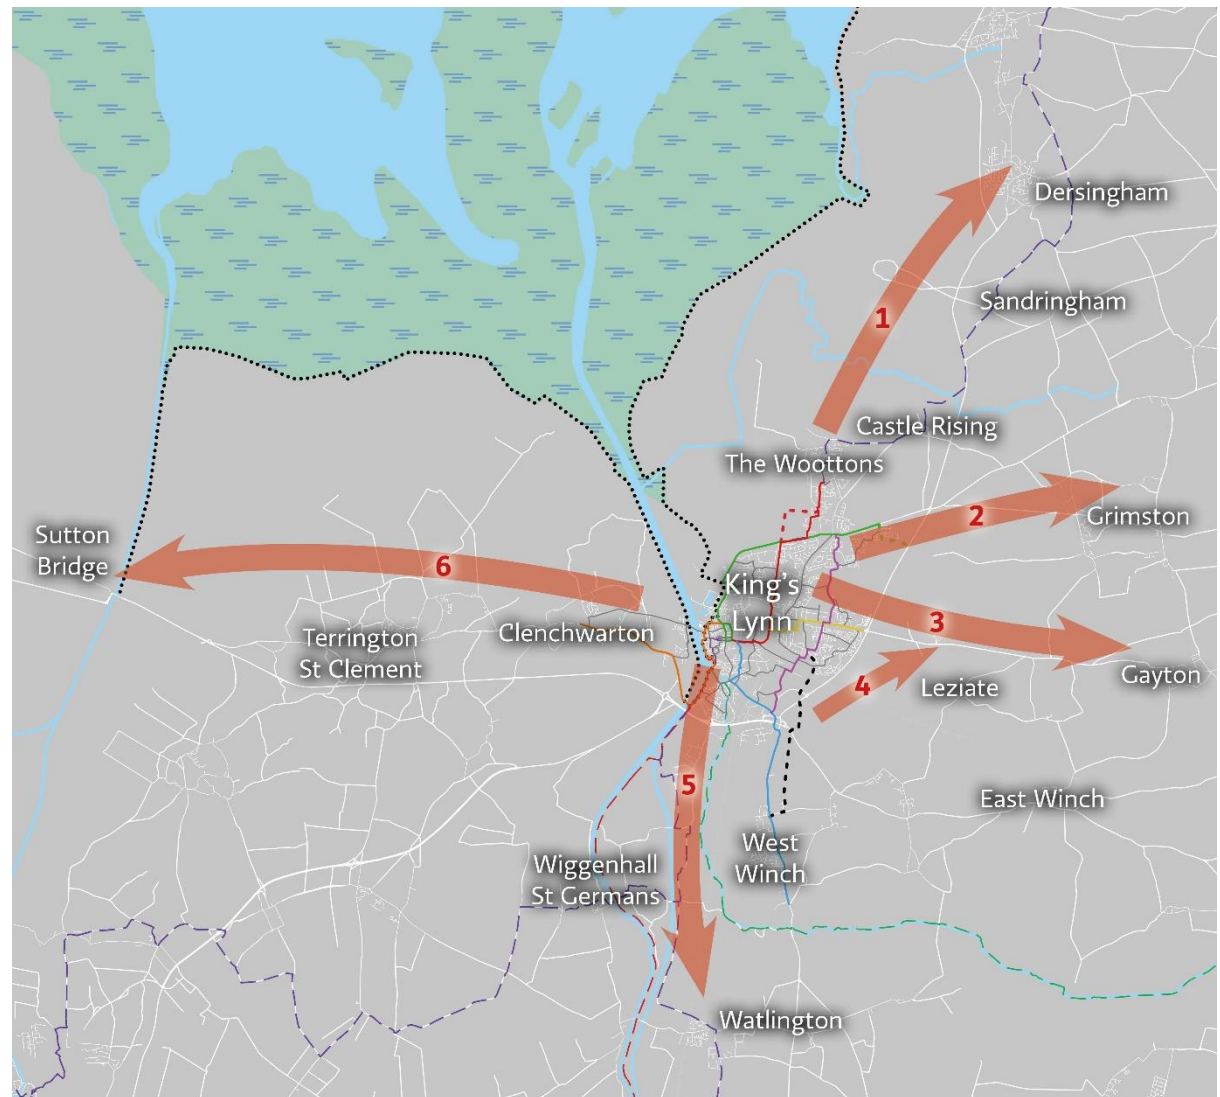 Dersingham
Sandringham
1
Castle Rising
The Woottons
2
Grimston
Sutton
Bridge
6
King's
Lynn
3
Clenchwarton
Terrington
St Clement
4
Leziate
Gayton
5
East Winch
West
Winch
Wiggenhall
St Germans
Watlington